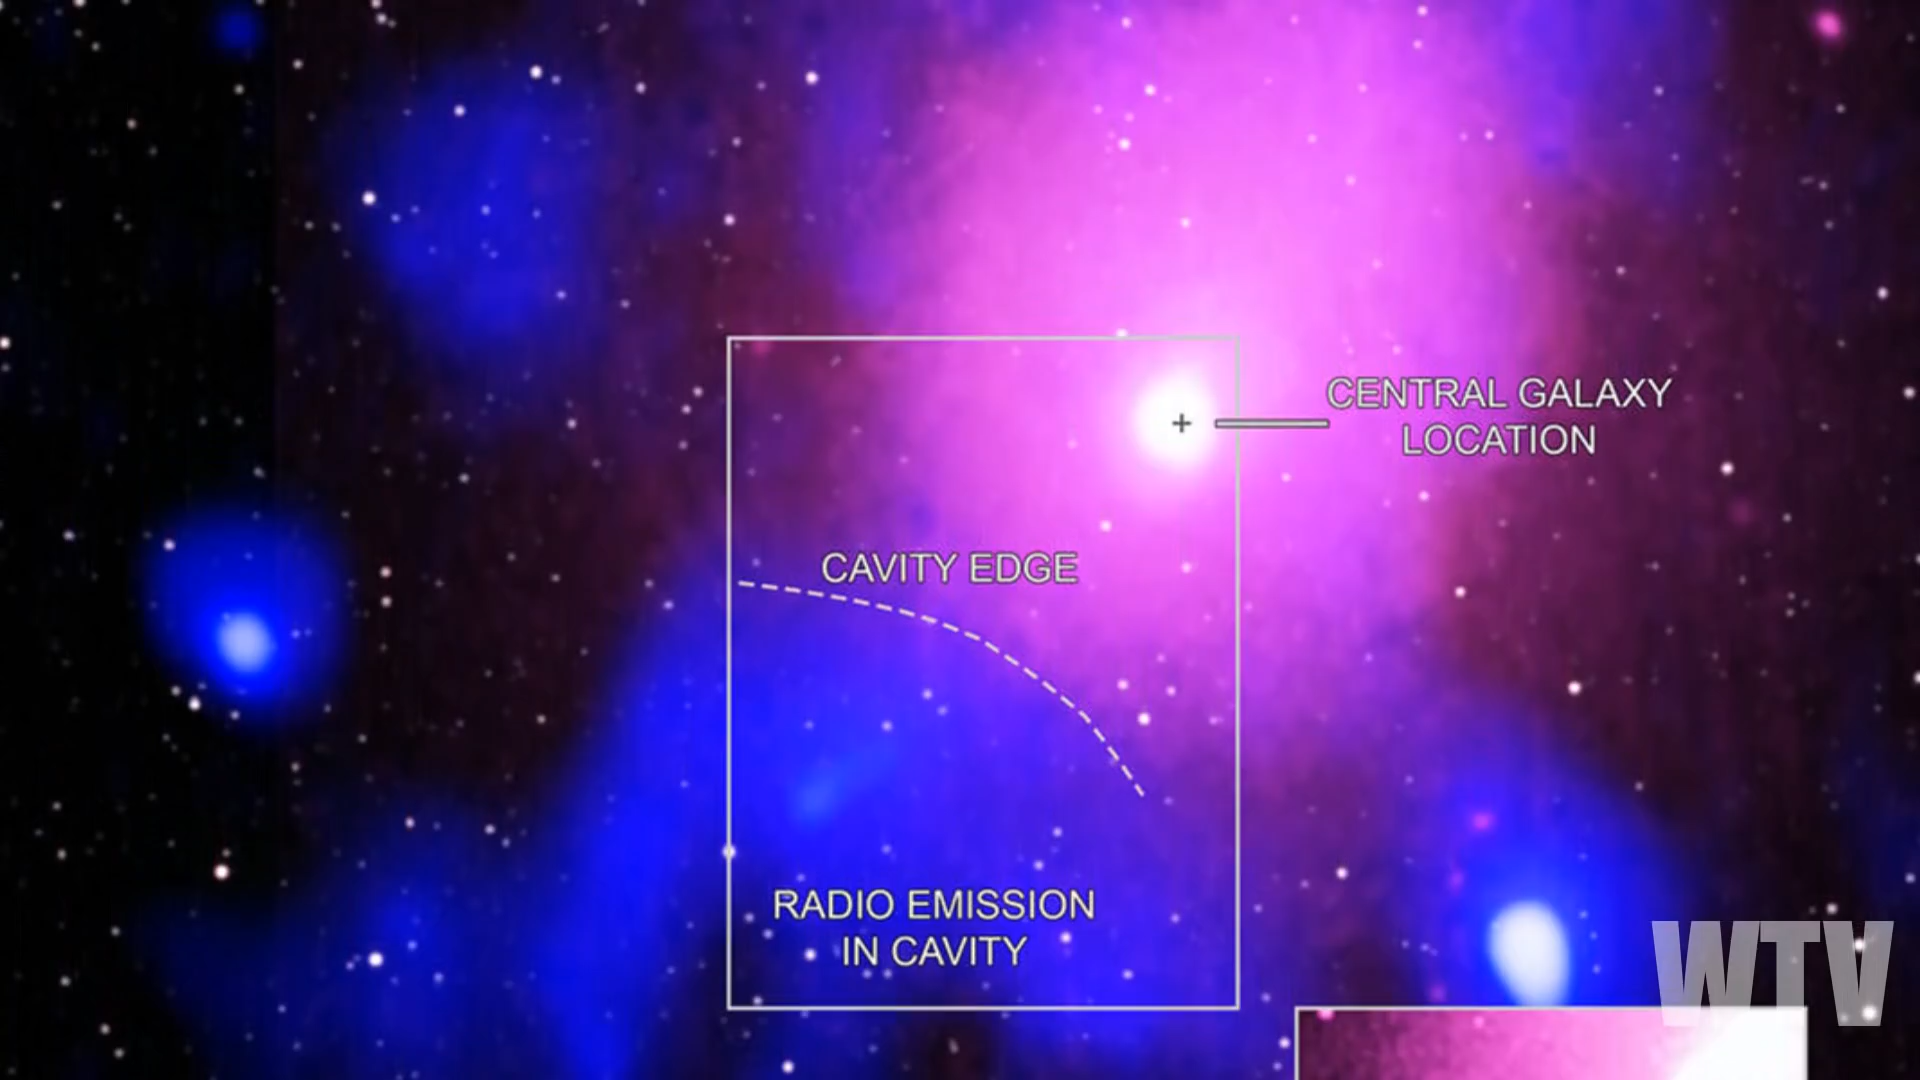 CENTRAL GALAXY
LOCATION
CAVITY EDGE
RADIO EMISSION
IN CAVITY
WTV